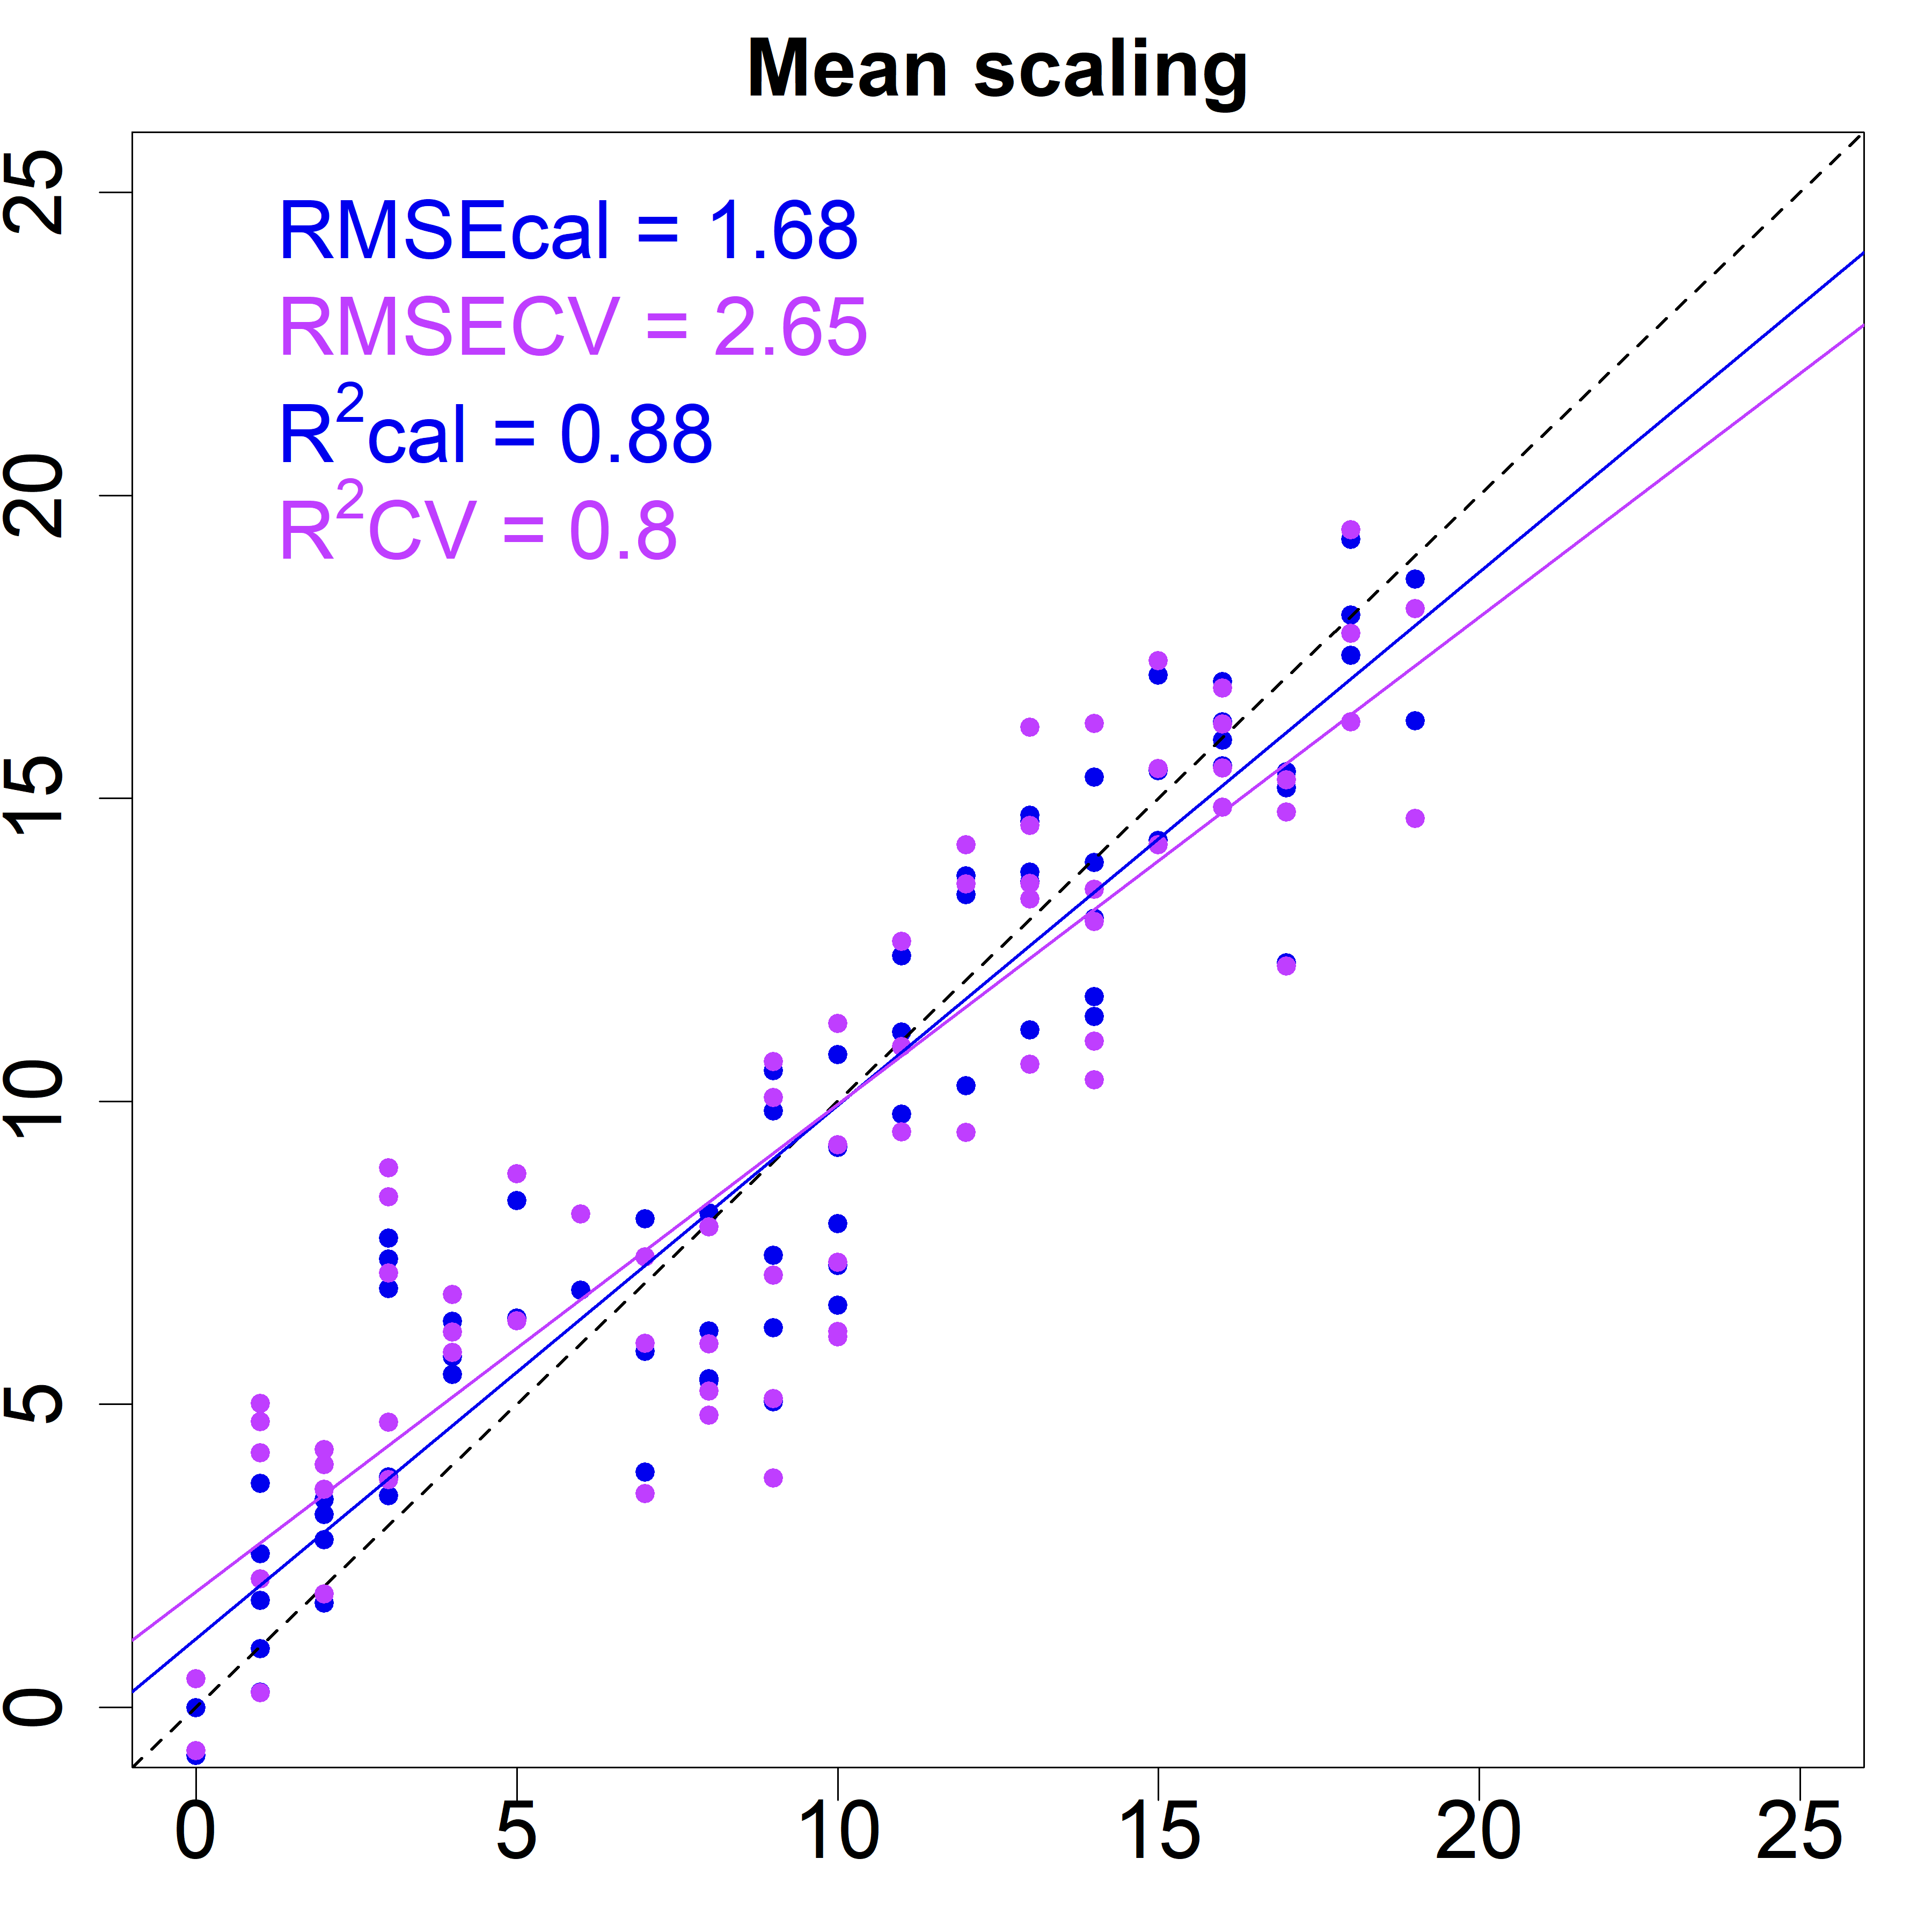 Mean scaling
25
20
15
10
5
0
RMSEcal = 1.68
RMSECV = 2.65
R²cal = 0.88
R²CV = 0.8
0 5 10 15 20 25